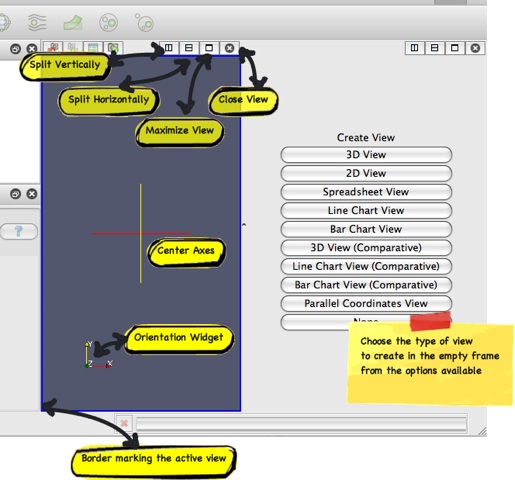 Split Vertically
Split Horizontally
Close View
Maximize View
Create View
3D View
2D View
Spreadsheet View
Line Chart View
Bar Chart View
3D View (Comparative)
Line Chart View (Comparative)
Bar Chart View (Comparative)
Parallel Coordinates View
None
Center Axes
?
Orientation Widget
Y
Z
X
Choose the type of view
to create in the empty frame
from the options available
Border marking the active view